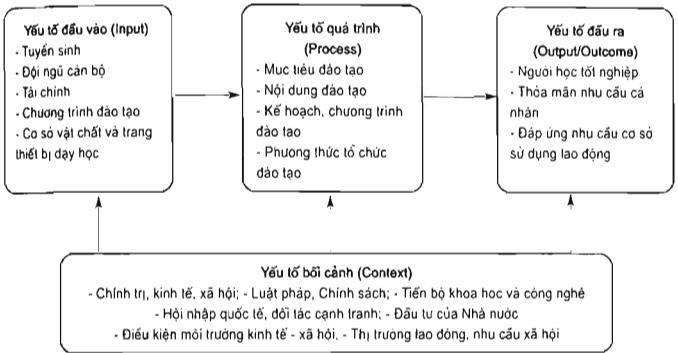 Yếu tố đầu vào (Input)
- Tuyển sinh
- Đội ngũ cán bộ
- Tài chính
- Chương trình đào tạo
- Cơ sở vật chất và trang
thiết bị dạy học
Yếu tố quá trình
(Process)
- Mục tiêu đào tạo
- Nội dung đào tạo
- Kế hoạch, chương trình
đào tạo
- Phương thức tổ chức
đào tạo
Yếu tố đầu ra
(Output/Outcome)
- Người học tốt nghiệp
- Thỏa mãn nhu cầu cá
nhân
- Đáp ứng nhu cầu cơ sở
sử dụng lao động
Yếu tố bối cảnh (Context)
- Chính trị, kinh tế, xã hội; - Luật pháp, Chính sách; - Tiến bộ khoa học và công nghệ
- Hội nhập quốc tế, đối tác cạnh tranh; - Đầu tư của Nhà nước
- Điều kiện môi trường kinh tế - xã hội, - Thị trường lao động, nhu cầu xã hội